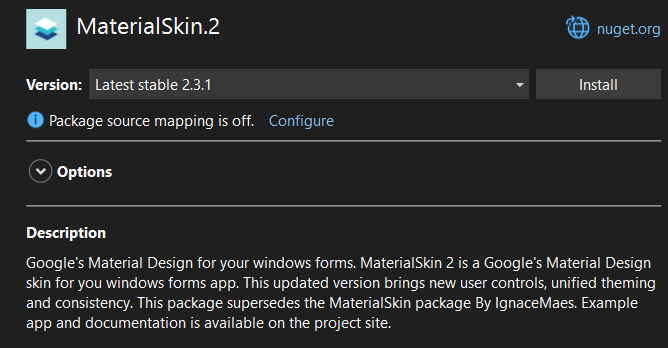 MaterialSkin.2
nuget.org
Version: Latest stable 2.3.1 Install
Package source mapping is off. Configure
Options
Description
Google's Material Design for your windows forms. MaterialSkin 2 is a Google's Material Design
skin for you windows forms app. This updated version brings new user controls, unified theming
and consistency. This package supersedes the MaterialSkin package By IgnaceMaes. Example
app and documentation is available on the project site.